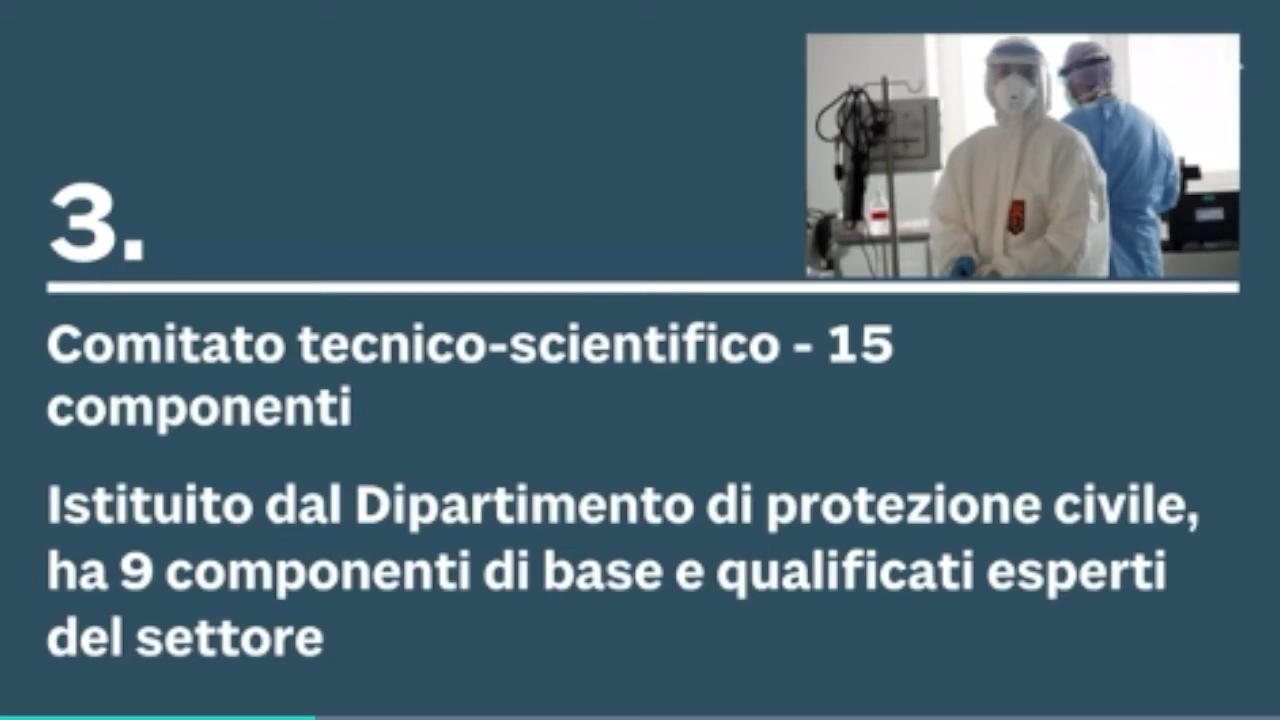 3.
Comitato tecnico-scientifico - 15
componenti
Istituito dal Dipartimento di protezione civile,
ha 9 componenti di base e qualificati esperti
del settore